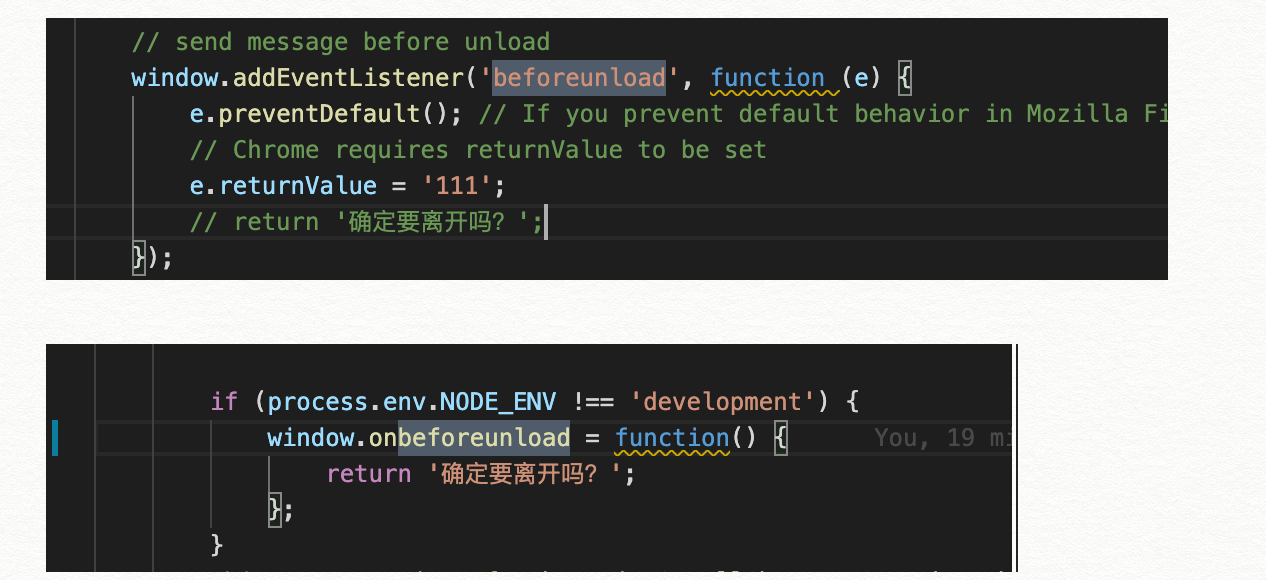 // send message before unload
window.addEventListener('beforeunload', function (e) {
e.preventDefault(); // If you prevent default behavior in Mozilla
// Chrome requires returnValue to be set
e.returnValue = '111';
// return '确定要离开吗？';
});
if (process.env.NODE_ENV !== 'development') {
window.onbeforeunload = function() { You, 19
return '确定要离开吗？';
};
}